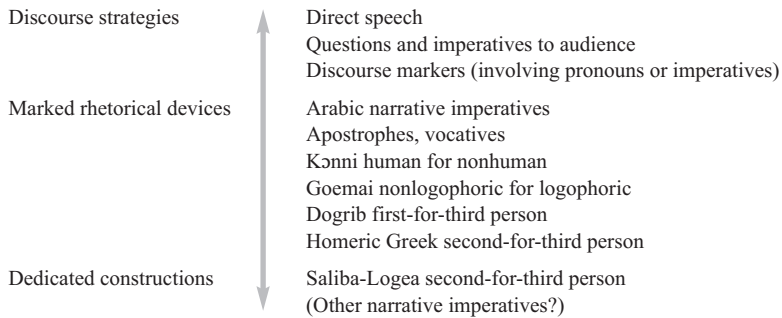 Discourse strategies Direct speech
Questions and imperatives to audience
Discourse markers (involving pronouns or imperatives)
Marked rhetorical devices Arabic narrative imperatives
Apostrophes, vocatives
Kɔnni human for nonhuman
Goemai nonlogophoric for logophoric
Dogrib first-for-third person
Homeric Greek second-for-third person
Dedicated constructions Saliba-Logea second-for-third person
(Other narrative imperatives?)